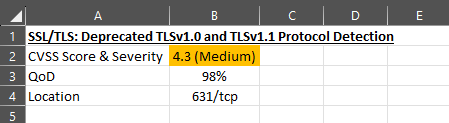 A B C D E
1 SSL/TLS: Deprecated TLSv1.0 and TLSv1.1 Protocol Detection
2 CVSS Score & Severity 4.3 (Medium)
3 QoD 98%
4 Location 631/tcp
5